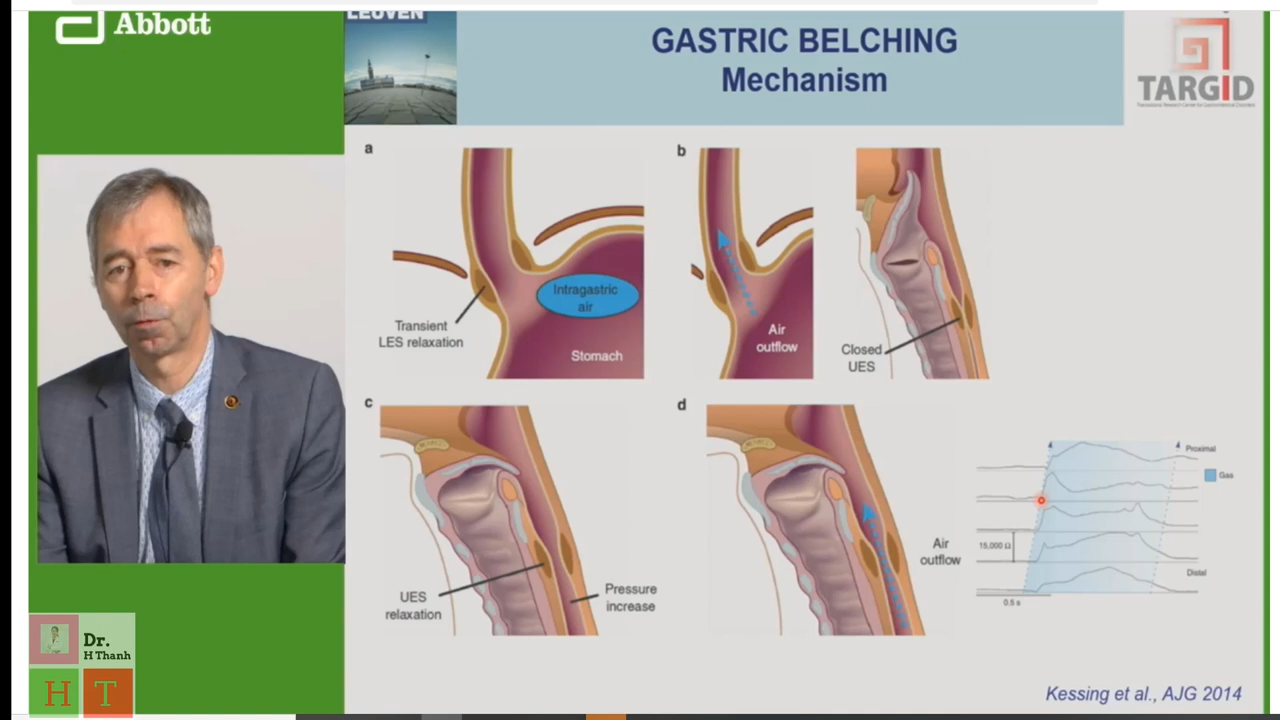 Abbott
LEUVEN
GASTRIC BELCHING
Mechanism
TARGID
a
Intragastric
air
Transient
LES relaxation
Stomach
b
Air
outflow
Closed
UES
c
UES
relaxation
Pressure
increase
d
Air
outflow
Proximal
Gas
15,000 Ω
Distal
0.5 s
Dr.
H Thanh
H T
Kessing et al., AJG 2014